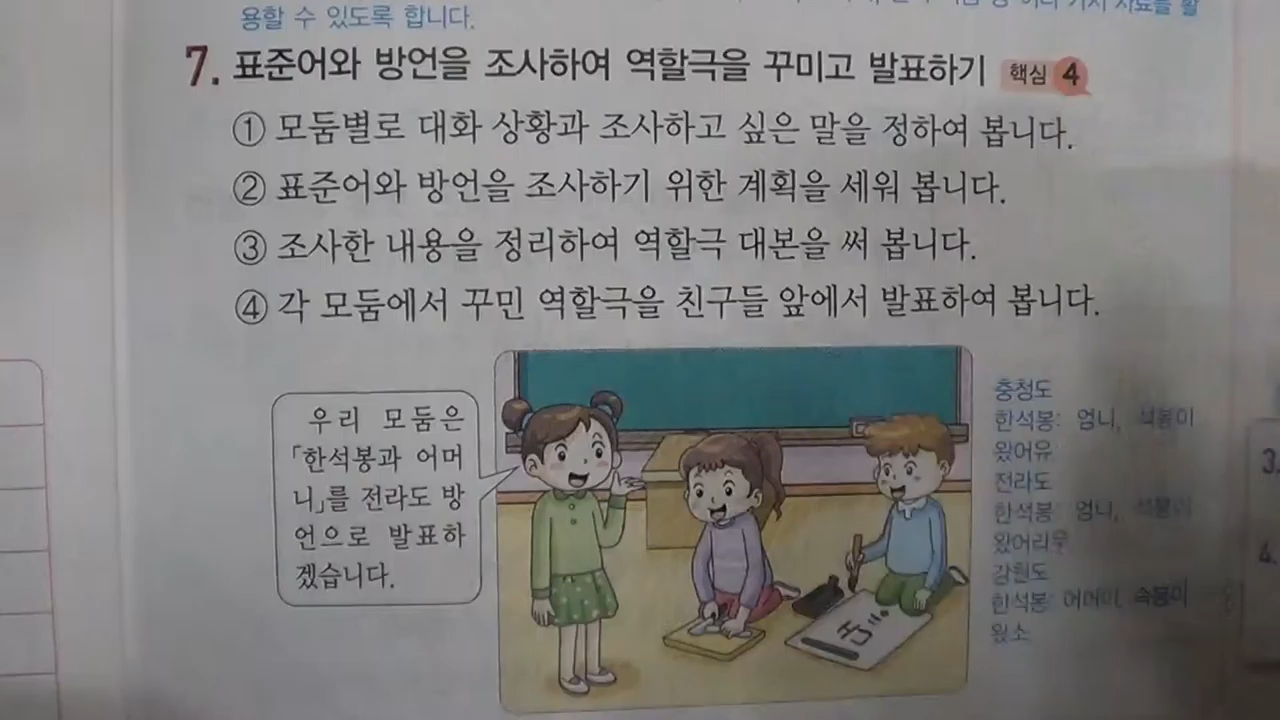 용할 수 있도록 합니다.
7. 표준어와 방언을 조사하여 역할극을 꾸미고 발표하기 핵심 4
① 모둠별로 대화 상황과 조사하고 싶은 말을 정하여 봅니다.
② 표준어와 방언을 조사하기 위한 계획을 세워 봅니다.
③ 조사한 내용을 정리하여 역할극 대본을 써 봅니다.
④ 각 모둠에서 꾸민 역할극을 친구들 앞에서 발표하여 봅니다.
우리 모둠은
「한석봉과 어머
니」를 전라도 방
언으로 발표하
겠습니다.
충청도
한석봉: 엄니, 석봉이
왔어유
전라도
한석봉: 엄니,
강원도
한석봉:
왔소
3.
4.